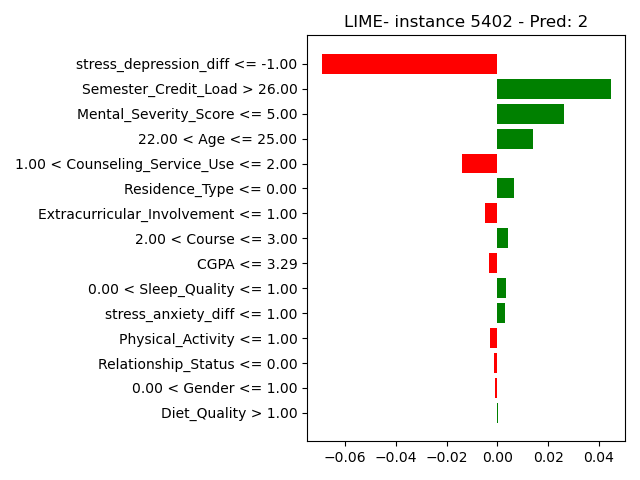 LIME- instance 5402 - Pred: 2
stress_depression_diff <= -1.00
Semester_Credit_Load > 26.00
Mental_Severity_Score <= 5.00
22.00 < Age <= 25.00
1.00 < Counseling_Service_Use <= 2.00
Residence_Type <= 0.00
Extracurricular_Involvement <= 1.00
2.00 < Course <= 3.00
CGPA <= 3.29
0.00 < Sleep_Quality <= 1.00
stress_anxiety_diff <= 1.00
Physical_Activity <= 1.00
Relationship_Status <= 0.00
0.00 < Gender <= 1.00
Diet_Quality > 1.00
−0.06 −0.04 −0.02 0.00 0.02 0.04